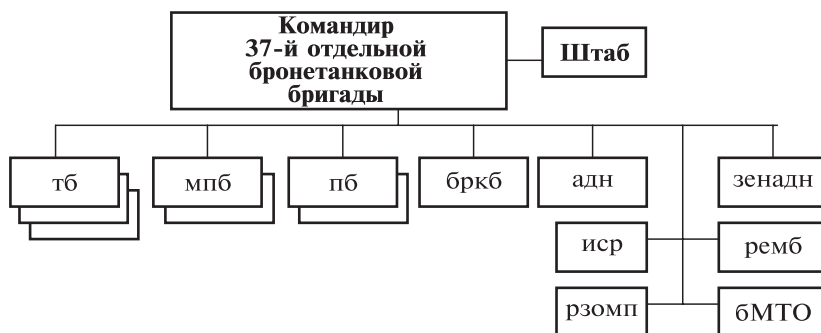 Командир
37-й отдельной
бронетанковой
бригады
Штаб
тб
мпб
пб
бркб
адн
зенадн
иср
ремб
рзомп
бМТО